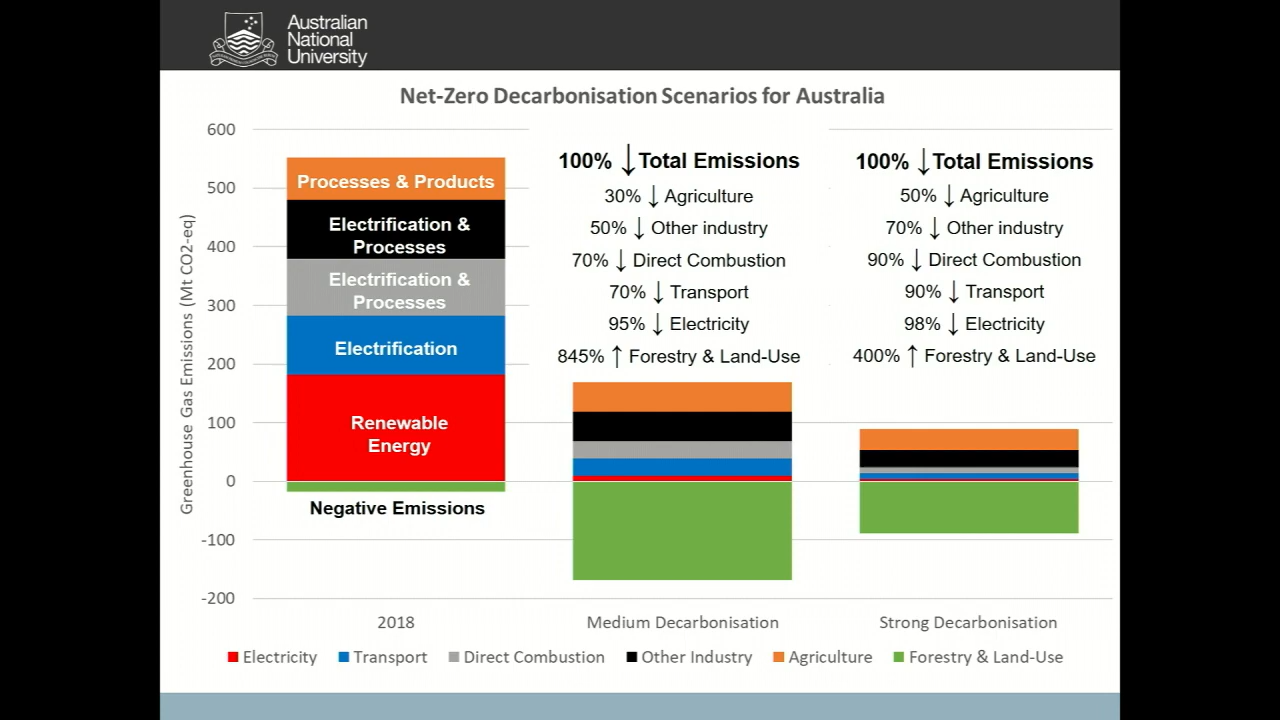 Australian
National
University
Net-Zero Decarbonisation Scenarios for Australia
Greenhouse Gas Emissions (Mt CO2-eq)
600
500
400
300
200
100
0
-100
-200
Processes & Products
Electrification &
Processes
Electrification &
Processes
Electrification
Renewable
Energy
Negative Emissions
100% ↓ Total Emissions
30% ↓ Agriculture
50% ↓ Other industry
70% ↓ Direct Combustion
70% ↓ Transport
95% ↓ Electricity
845% ↑ Forestry & Land-Use
100% ↓ Total Emissions
50% ↓ Agriculture
70% ↓ Other industry
90% ↓ Direct Combustion
90% ↓ Transport
98% ↓ Electricity
400% ↑ Forestry & Land-Use
2018
Medium Decarbonisation
Strong Decarbonisation
Electricity
Transport
Direct Combustion
Other Industry
Agriculture
Forestry & Land-Use